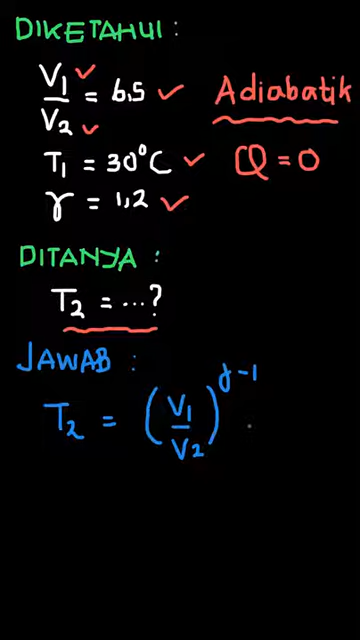 DIKETAHUI :
V1/V2 = 6,5
Adiabatik
T1 = 30°C
Q = 0
γ = 1,2
DITANYA :
T2 = ...?
JAWAB :
T2 = (V1/V2)^γ-1